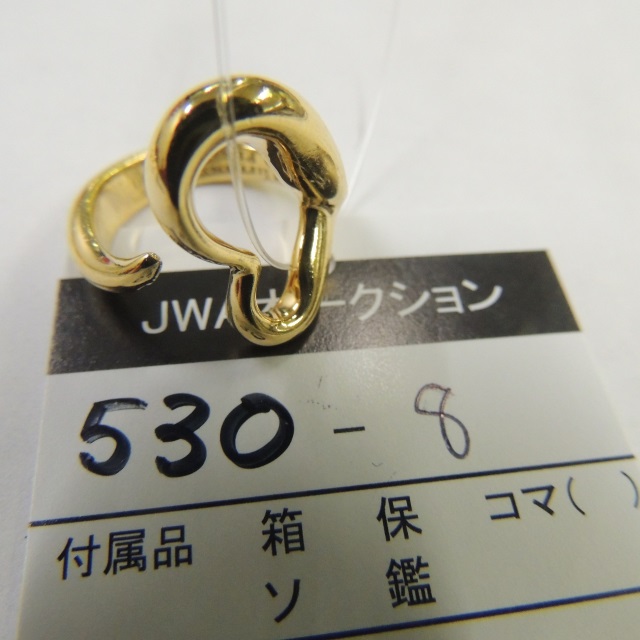 JWAオークション
530-8
付属品 箱 保 コマ( )
ソ 鑑